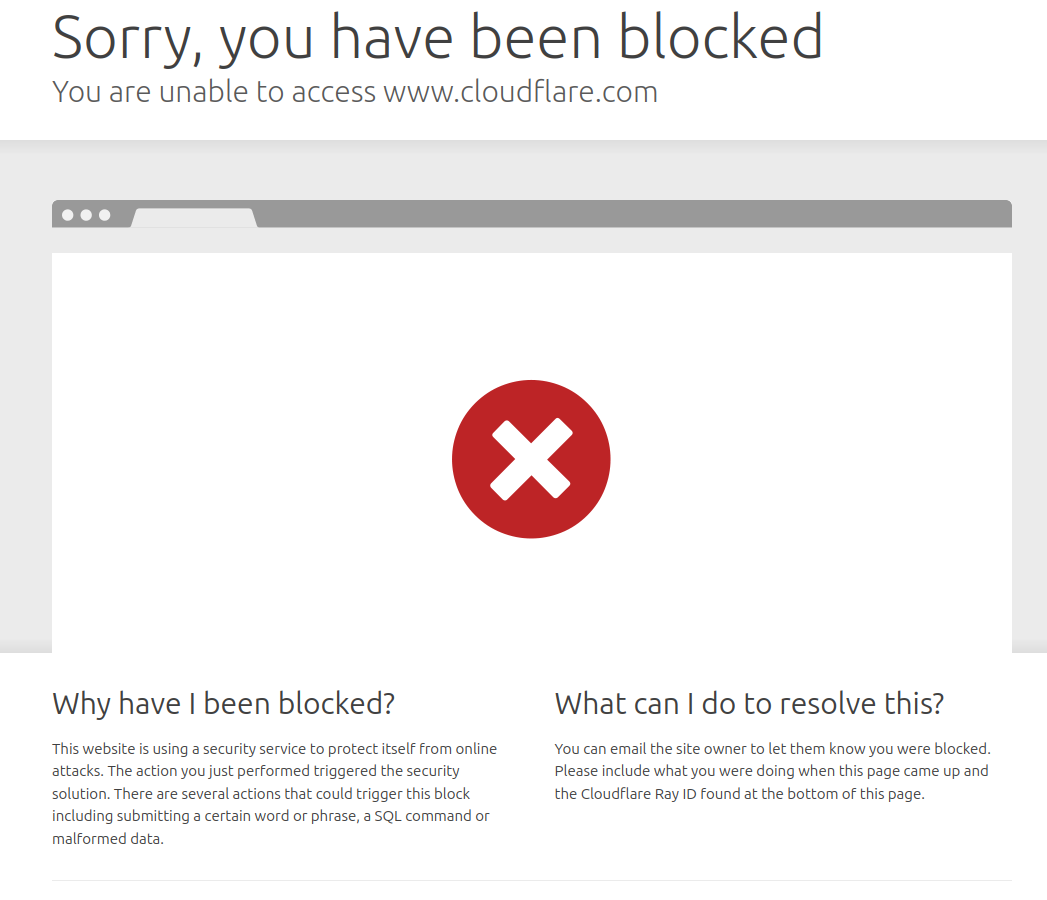 Sorry, you have been blocked
You are unable to access www.cloudflare.com
Why have I been blocked?
This website is using a security service to protect itself from online
attacks. The action you just performed triggered the security
solution. There are several actions that could trigger this block
including submitting a certain word or phrase, a SQL command or
malformed data.
What can I do to resolve this?
You can email the site owner to let them know you were blocked.
Please include what you were doing when this page came up and
the Cloudflare Ray ID found at the bottom of this page.